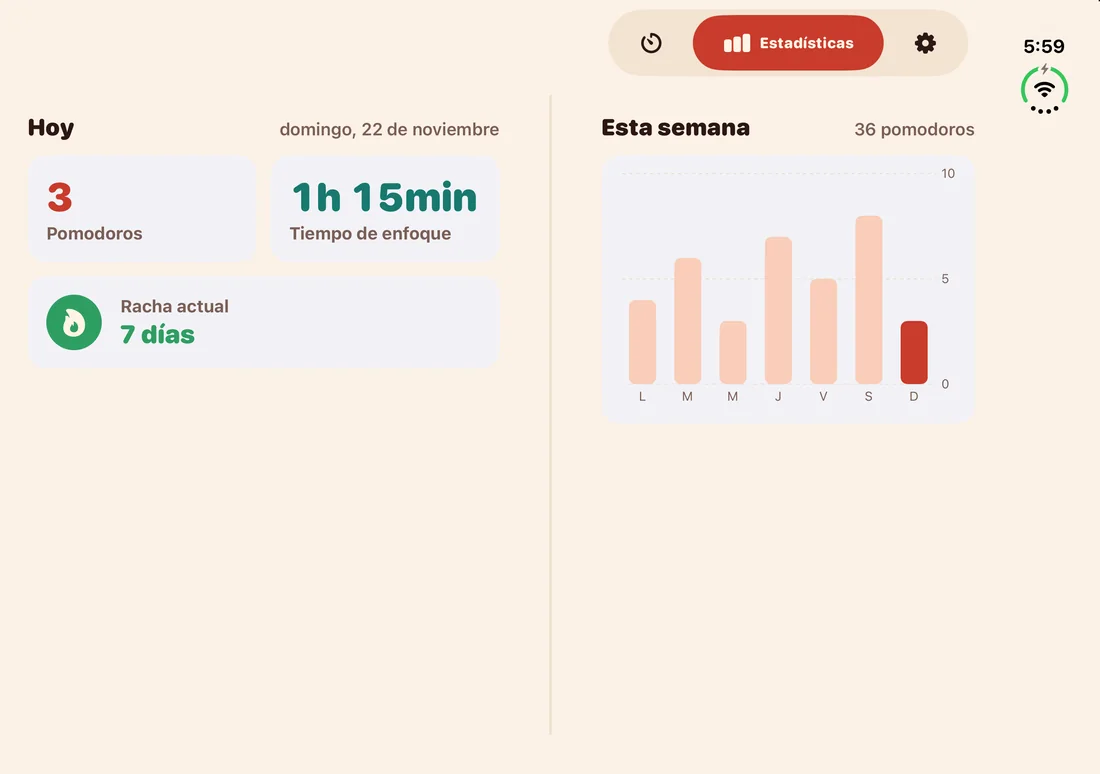 Estadísticas
5:59
Hoy
domingo, 22 de noviembre
3
Pomodoros
1h 15min
Tiempo de enfoque
Racha actual
7 días
Esta semana
36 pomodoros
10
5
0
L M M J V S D